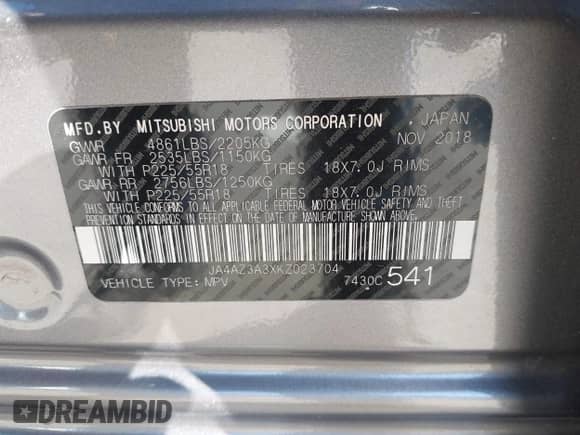 MFD.BY MITSUBISHI MOTORS CORPORATION , JAPAN
GVWR 4861LBS/2205KG NOV 2018
GAWR FR 2535LBS/1150KG
WITH P225/55R18 TIRES 18X7.0J RIMS
GAWR RR 2756LBS/1250KG
WITH P225/55R18 TIRES 18X7.0J RIMS
THIS VEHICLE CONFORMS TO ALL APPLICABLE FEDERAL MOTOR VEHICLE SAFETY, BUMPER, AND THEFT
PREVENTION STANDARDS IN EFFECT ON THE DATE OF MANUFACTURE SHOWN ABOVE.
JA4AZ3A3XKZ023704
VEHICLE TYPE: MPV 7430C 541
DREAMBID